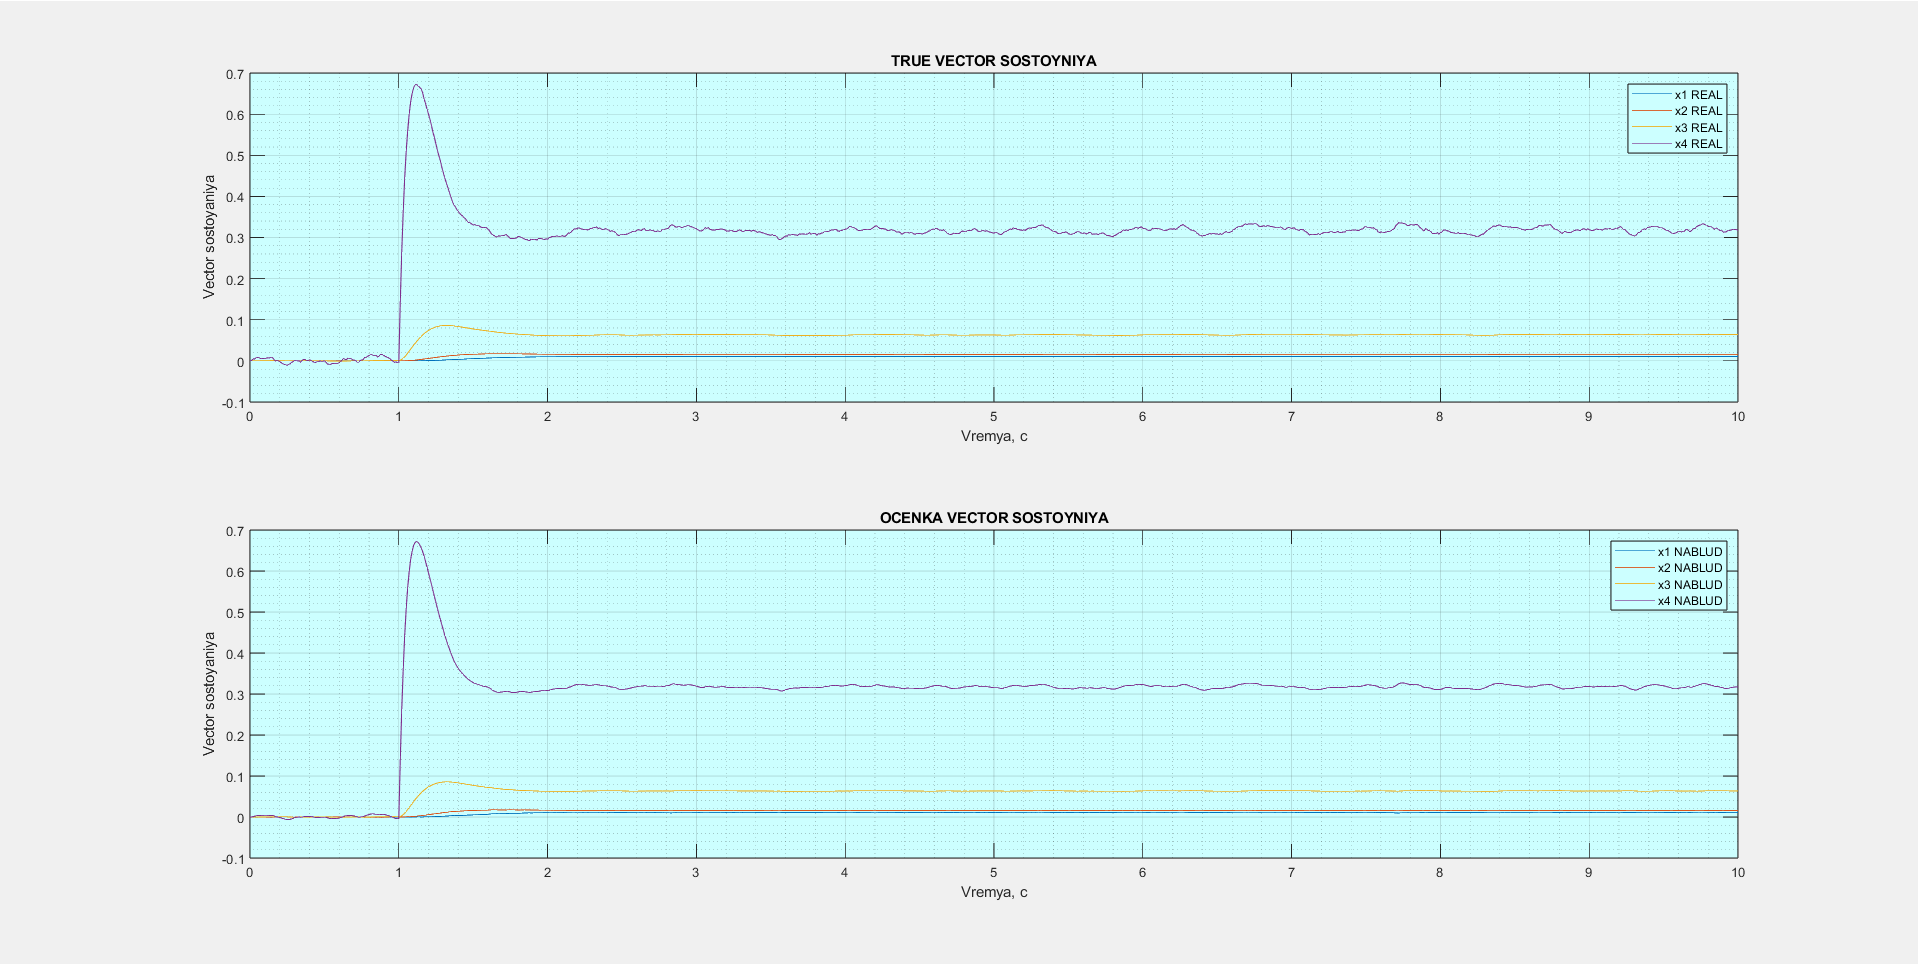 TRUE VECTOR SOSTOYNIYA
0.7
0.6
0.5
0.4
0.3
0.2
0.1
0
-0.1
Vector sostoyaniya
x1 REAL
x2 REAL
x3 REAL
x4 REAL
0 1 2 3 4 5 6 7 8 9 10
Vremya, c
OCENKA VECTOR SOSTOYNIYA
0.7
0.6
0.5
0.4
0.3
0.2
0.1
0
-0.1
Vector sostoyaniya
x1 NABLUD
x2 NABLUD
x3 NABLUD
x4 NABLUD
0 1 2 3 4 5 6 7 8 9 10
Vremya, c